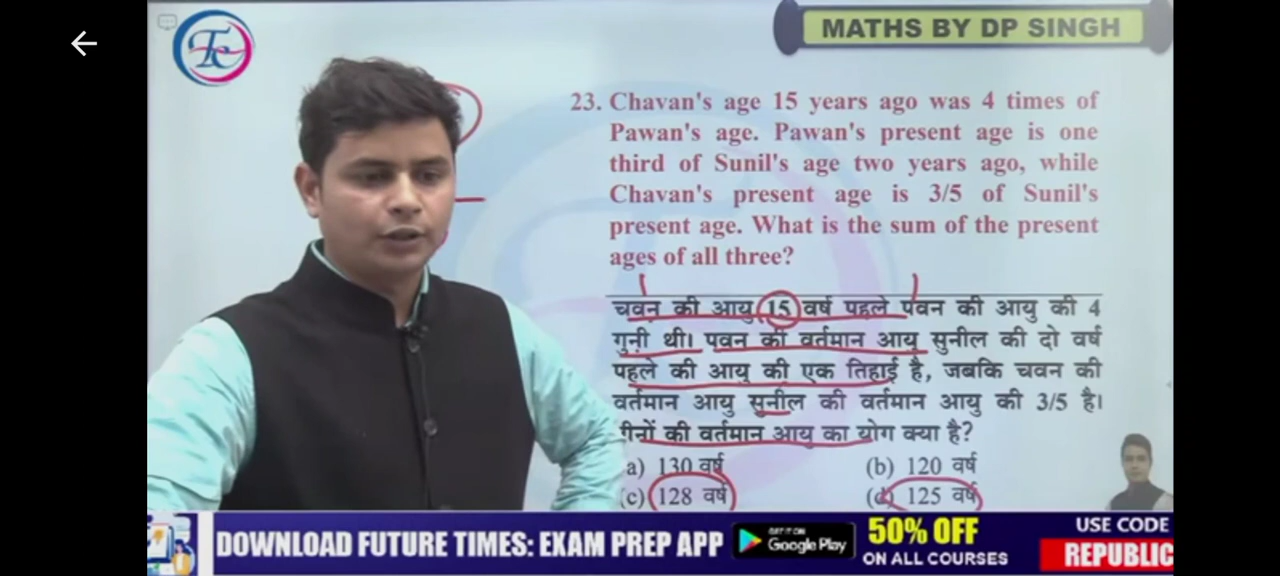 Tc
MATHS BY DP SINGH
23. Chavan's age 15 years ago was 4 times of
Pawan's age. Pawan's present age is one
third of Sunil's age two years ago, while
Chavan's present age is 3/5 of Sunil's
present age. What is the sum of the present
ages of all three?
चवन की आयु 15 वर्ष पहले पवन की आयु की 4
गुनी थी। पवन की वर्तमान आयु सुनील की दो वर्ष
पहले की आयु की एक तिहाई है, जबकि चवन की
वर्तमान आयु सुनील की वर्तमान आयु की 3/5 है।
की वर्तमान आयु का योग क्या है?
a) 130 वर्ष (b) 120 वर्ष
(c) 128 वर्ष (d) 125 वर्ष
DOWNLOAD FUTURE TIMES: EXAM PREP APP
GET IT ON
Google Play
50% OFF
ON ALL COURSES
USE CODE
REPUBLIC